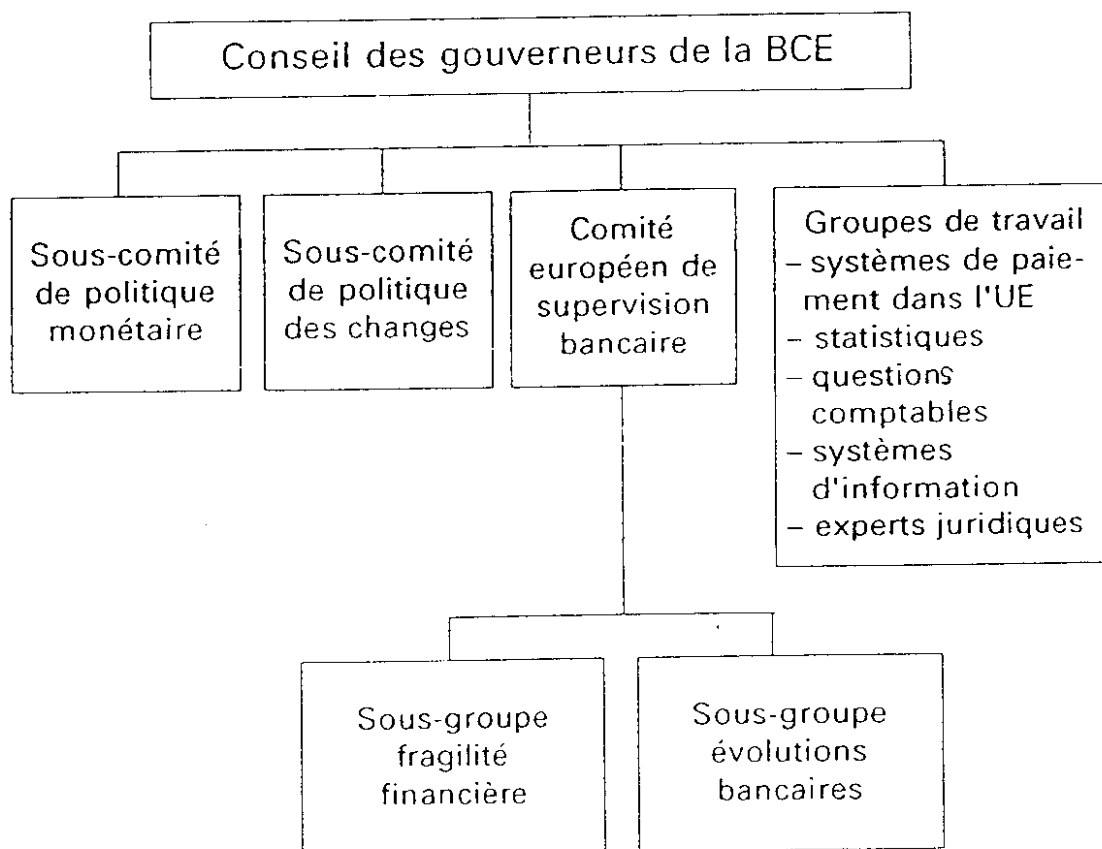 Conseil des gouverneurs de la BCE
Sous-comité
de politique
monétaire
Sous-comité
de politique
des changes
Comité
européen de
supervision
bancaire
Groupes de travail
– systèmes de paie-
ment dans l'UE
– statistiques
– questions
comptables
– systèmes
d'information
– experts juridiques
Sous-groupe
fragilité
financière
Sous-groupe
évolutions
bancaires